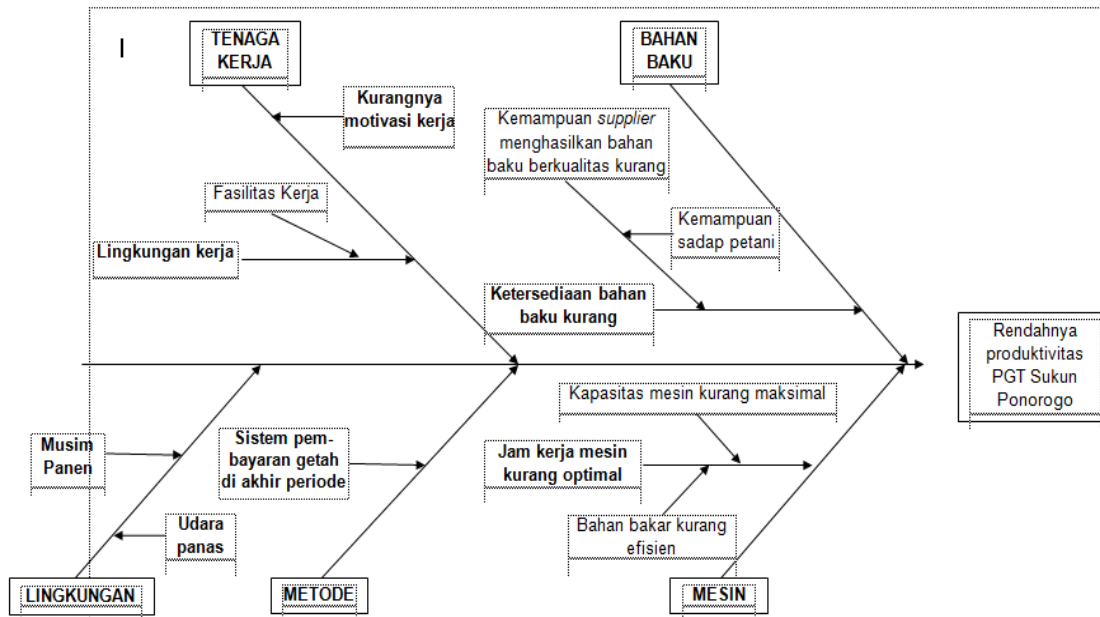 TENAGA
KERJA
BAHAN
BAKU
Kurangnya
motivasi kerja
Kemampuan supplier
menghasilkan bahan
baku berkualitas kurang
Fasilitas Kerja
Kemampuan
sadap petani
Lingkungan kerja
Ketersediaan bahan
baku kurang
Rendahnya
produktivitas
PGT Sukun
Ponorogo
Kapasitas mesin kurang maksimal
Musim
Panen
Sistem pem-
bayaran getah
di akhir periode
Jam kerja mesin
kurang optimal
Udara
panas
Bahan bakar kurang
efisien
LINGKUNGAN
METODE
MESIN